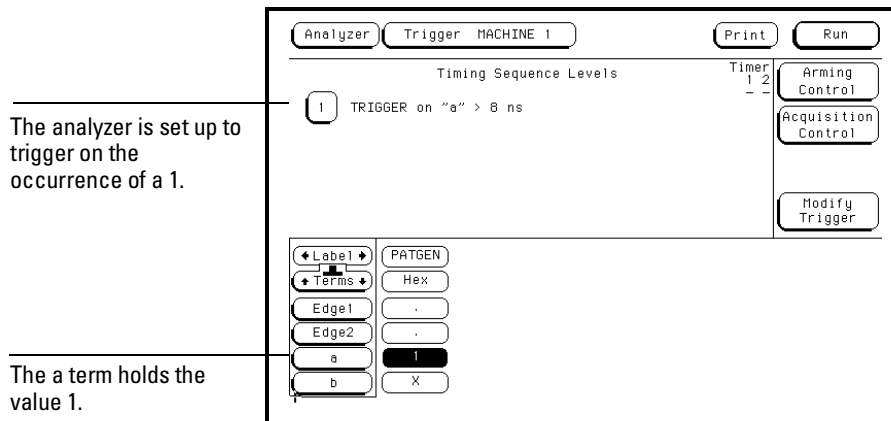 Analyzer Trigger MACHINE 1 Print Run
Timing Sequence Levels
Timer
1 2
– –
Arming
Control
1 TRIGGER on "a" > 8 ns
Acquisition
Control
Modify
Trigger
The analyzer is set up to
trigger on the
occurrence of a 1.
Label PATGEN
Terms Hex
Edge1 .
Edge2 .
a 1
b X
The a term holds the
value 1.